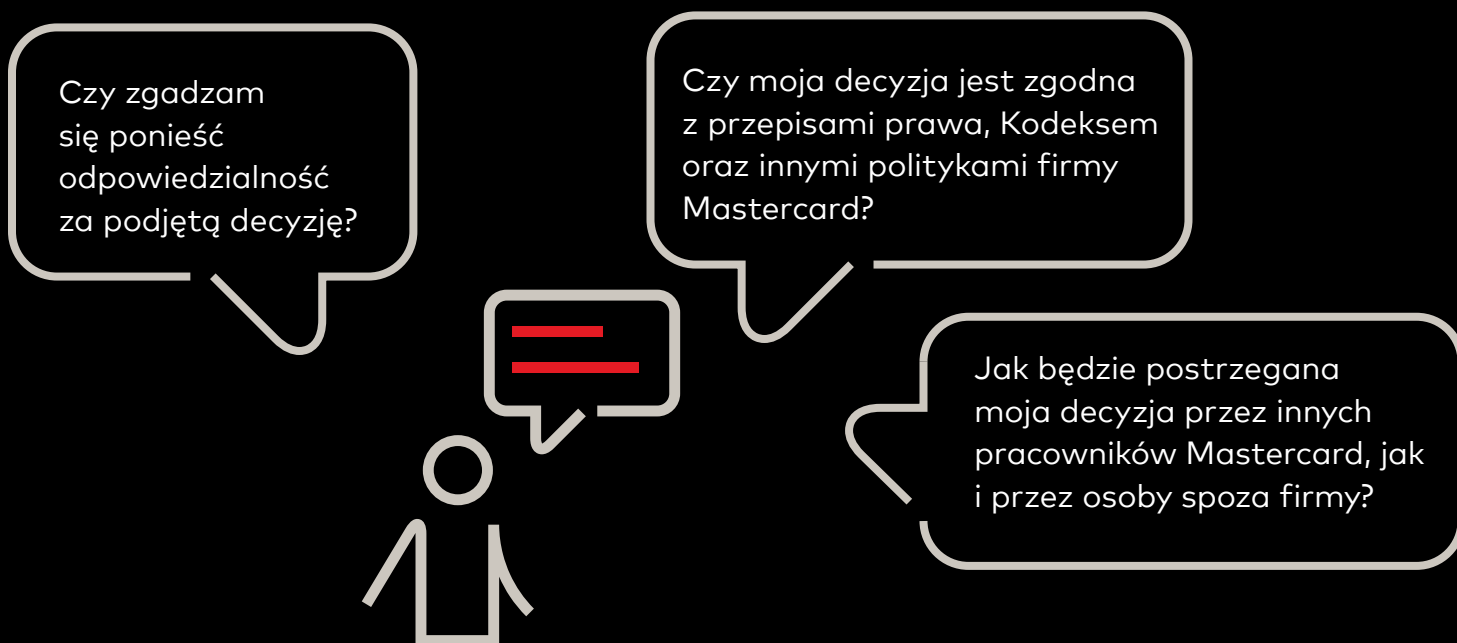 Czy zgadzam
się ponieść
odpowiedzialność
za podjętą decyzję?
Czy moja decyzja jest zgodna
z przepisami prawa, Kodeksem
oraz innymi politykami firmy
Mastercard?
Jak będzie postrzegana
moja decyzja przez innych
pracowników Mastercard, jak
i przez osoby spoza firmy?